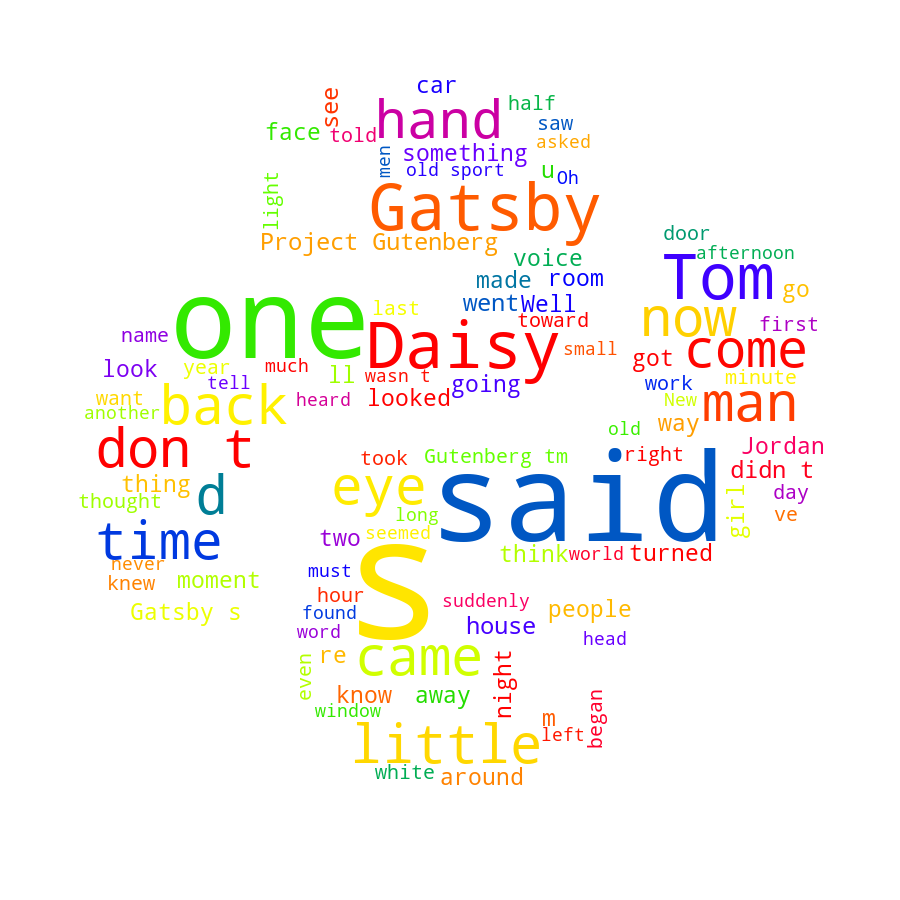 car
see
half
hand
face
told
saw
asked
men
something
old sport
u
Oh
light
Gatsby
Project Gutenberg
door
afternoon
voice
Tom
made
room
go
one
last
went
Well
now
toward
first
name
Daisy
small
got
come
look
year
much
tell
ll
wasn t
going
work
minute
want
another
back
heard
looked
New
man
way
old
don t
took
Gutenberg tm
right
Jordan
didn t
thing
thought
d
eye
said
girl
day
ve
long
time
two
seemed
think
world
turned
never
knew
moment
must
S
hour
found
suddenly
people
Gatsby s
word
house
head
re
came
even
know
away
night
window
m
left
began
little
white
around